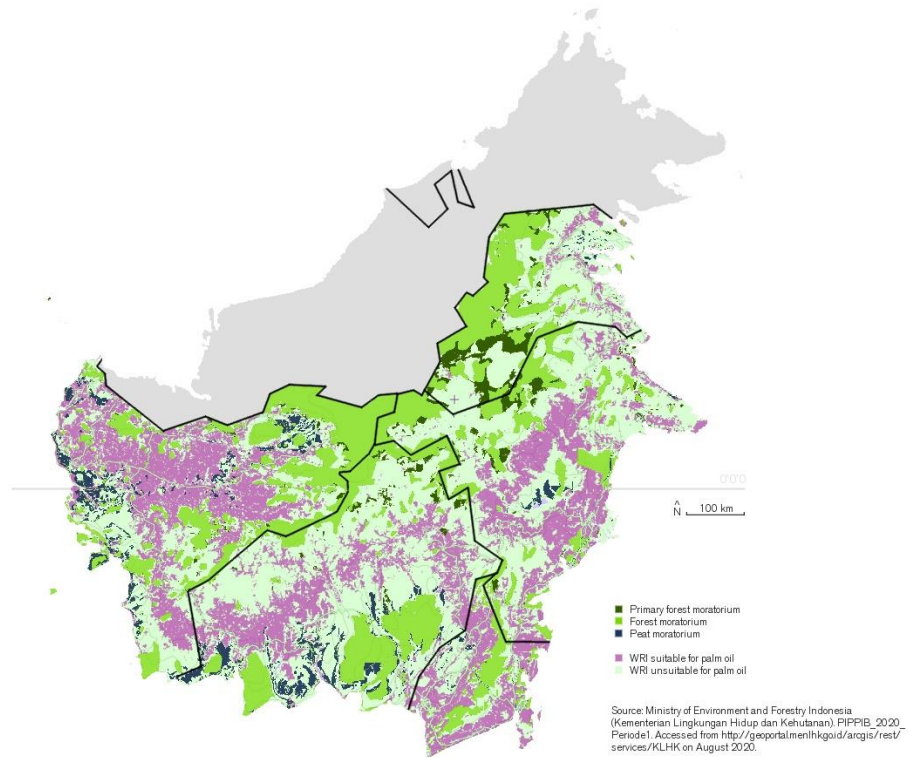 0°0'0
N
100 km
Primary forest moratorium
Forest moratorium
Peat moratorium
WRI suitable for palm oil
WRI unsuitable for palm oil
Source: Ministry of Environment and Forestry Indonesia
(Kementerian Lingkungan Hidup dan Kehutanan). PIPPIB_2020_
Periode1. Accessed from http://geoportal.menlhkgo.id/arcgis/rest/
services/KLHK on August 2020.